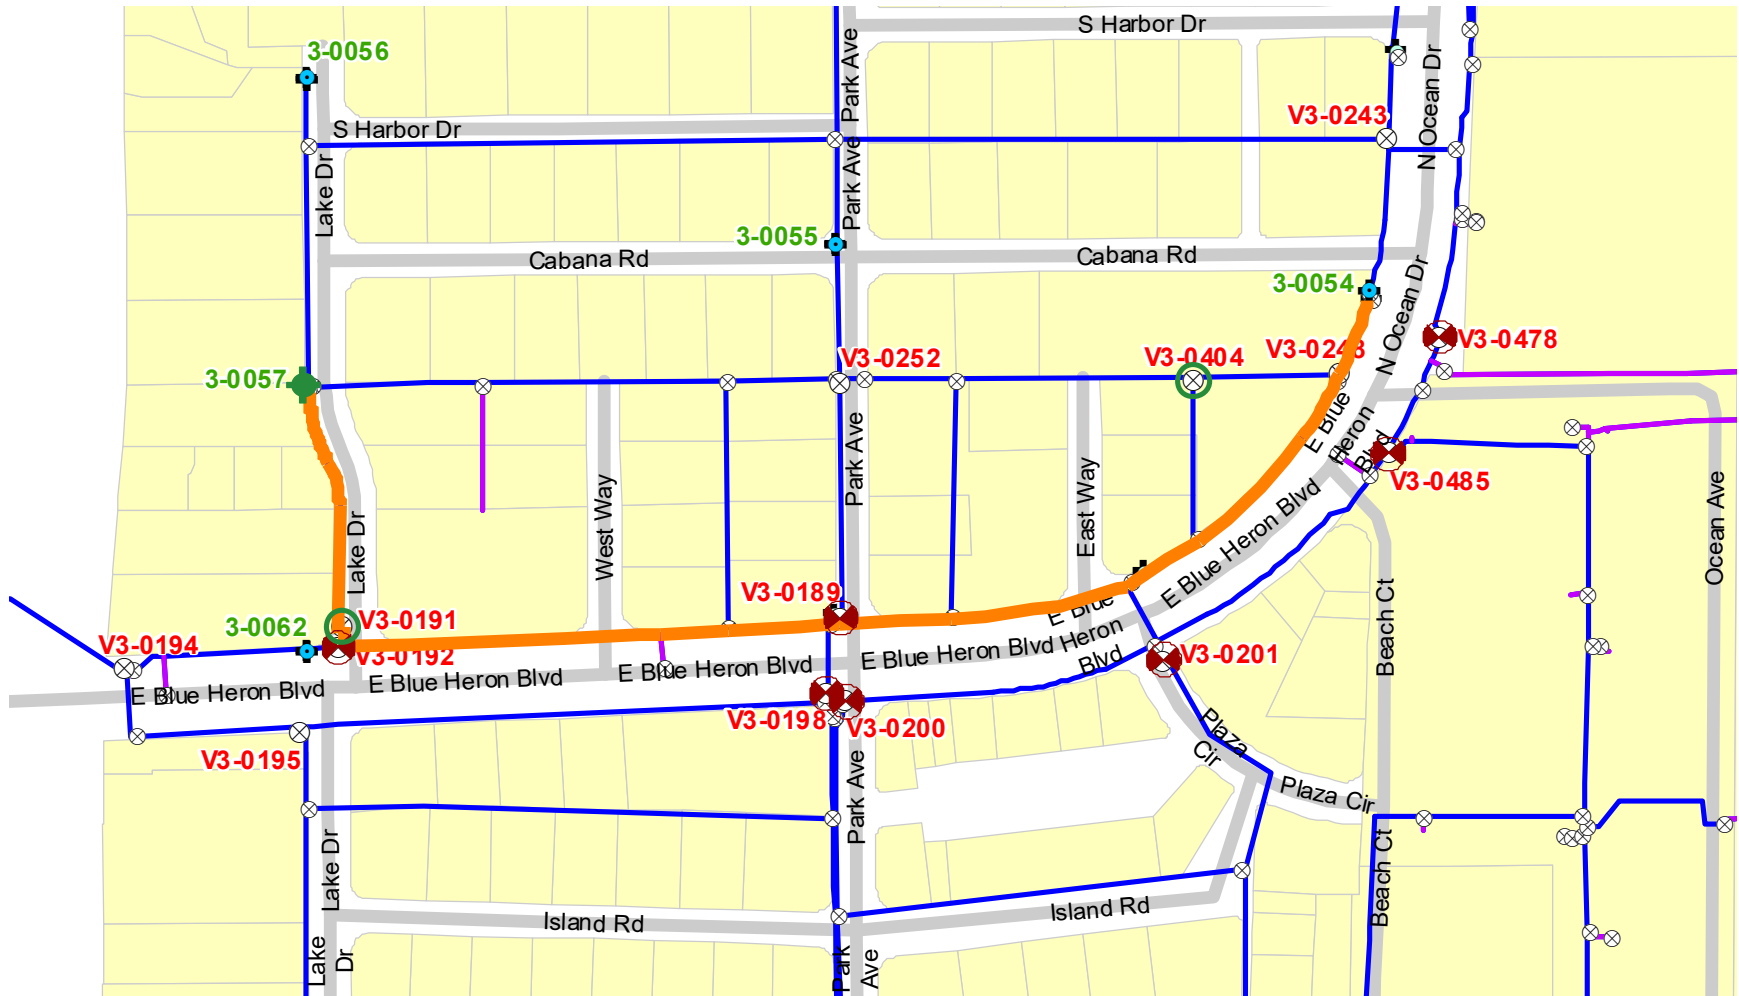 S Harbor Dr
3-0056
Park Ave
N Ocean Dr
V3-0243
S Harbor Dr
Lake Dr
Park Ave
3-0055
Cabana Rd
Cabana Rd
3-0054
N Ocean Dr
V3-0478
V3-0252
V3-0404
V3-0248
3-0057
E Blue
Heron
Blvd
Park Ave
V3-0485
West Way
East Way
Lake Dr
E Blue Heron Blvd
Ocean Ave
V3-0189
E Blue
Heron
Blvd
Beach Ct
3-0062
V3-0191
V3-0194
V3-0192
E Blue Heron Blvd
V3-0201
E Blue Heron Blvd
E Blue Heron Blvd
E Blue Heron Blvd
V3-0198
V3-0200
V3-0195
Plaza
Cir
Plaza Cir
Park Ave
Lake Dr
Beach Ct
Island Rd
Island Rd
Lake
Dr
Park
Ave